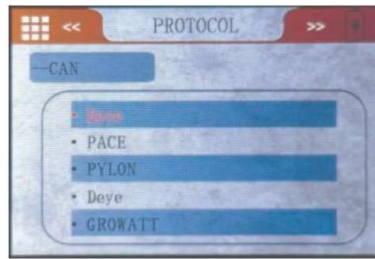 << PROTOCOL >>
—CAN
• PACE
• PYLON
• Deye
• GROWATT